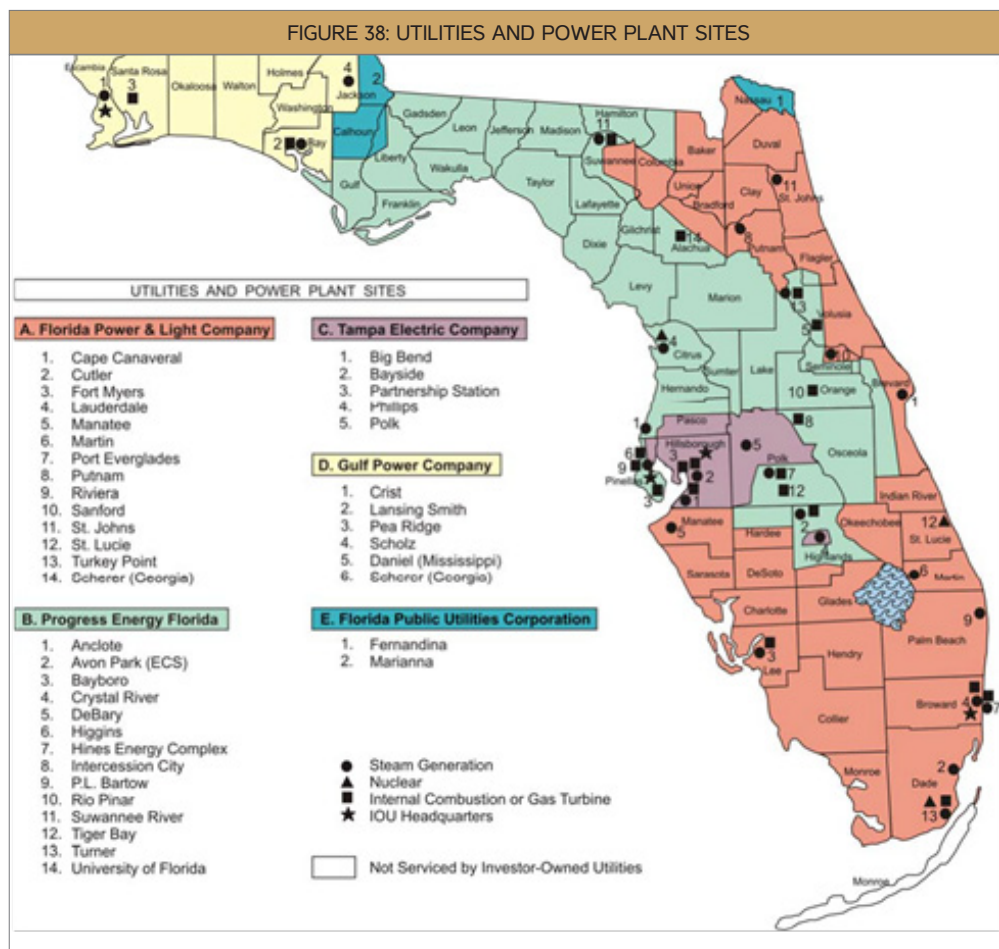 FIGURE 38: UTILITIES AND POWER PLANT SITES
Escambia
Santa Rosa
Okaloosa
Walton
Holmes
Washington
Jackson
Bay
Calhoun
Gulf
Liberty
Gadsden
Franklin
Leon
Wakulla
Jefferson
Madison
Taylor
Hamilton
Suwannee
Columbia
Lafayette
Dixie
Gilchrist
Alachua
Levy
Marion
Baker
Union
Bradford
Nassau 1
Duval
Clay
St. Johns
Putnam
Flagler
Volusia
Citrus
Sumter
Lake
Hernando
Seminole
Orange
Brevard
Pasco
Hillsborough
Pinellas
Polk
Osceola
Indian River
Manatee
Hardee
Highlands
Okeechobee
St. Lucie
Sarasota
DeSoto
Martin
Charlotte
Glades
Palm Beach
Lee
Hendry
Broward
Collier
Monroe
Dade
Monroe
UTILITIES AND POWER PLANT SITES
A. Florida Power & Light Company
1. Cape Canaveral
2. Cutler
3. Fort Myers
4. Lauderdale
5. Manatee
6. Martin
7. Port Everglades
8. Putnam
9. Riviera
10. Sanford
11. St. Johns
12. St. Lucie
13. Turkey Point
14. Scherer (Georgia)
B. Progress Energy Florida
1. Anclote
2. Avon Park (ECS)
3. Bayboro
4. Crystal River
5. DeBary
6. Higgins
7. Hines Energy Complex
8. Intercession City
9. P.L. Bartow
10. Rio Pinar
11. Suwannee River
12. Tiger Bay
13. Turner
14. University of Florida
C. Tampa Electric Company
1. Big Bend
2. Bayside
3. Partnership Station
4. Phillips
5. Polk
D. Gulf Power Company
1. Crist
2. Lansing Smith
3. Pea Ridge
4. Scholz
5. Daniel (Mississippi)
6. Scherer (Georgia)
E. Florida Public Utilities Corporation
1. Fernandina
2. Marianna
Steam Generation
Nuclear
Internal Combustion or Gas Turbine
IOU Headquarters
Not Serviced by Investor-Owned Utilities